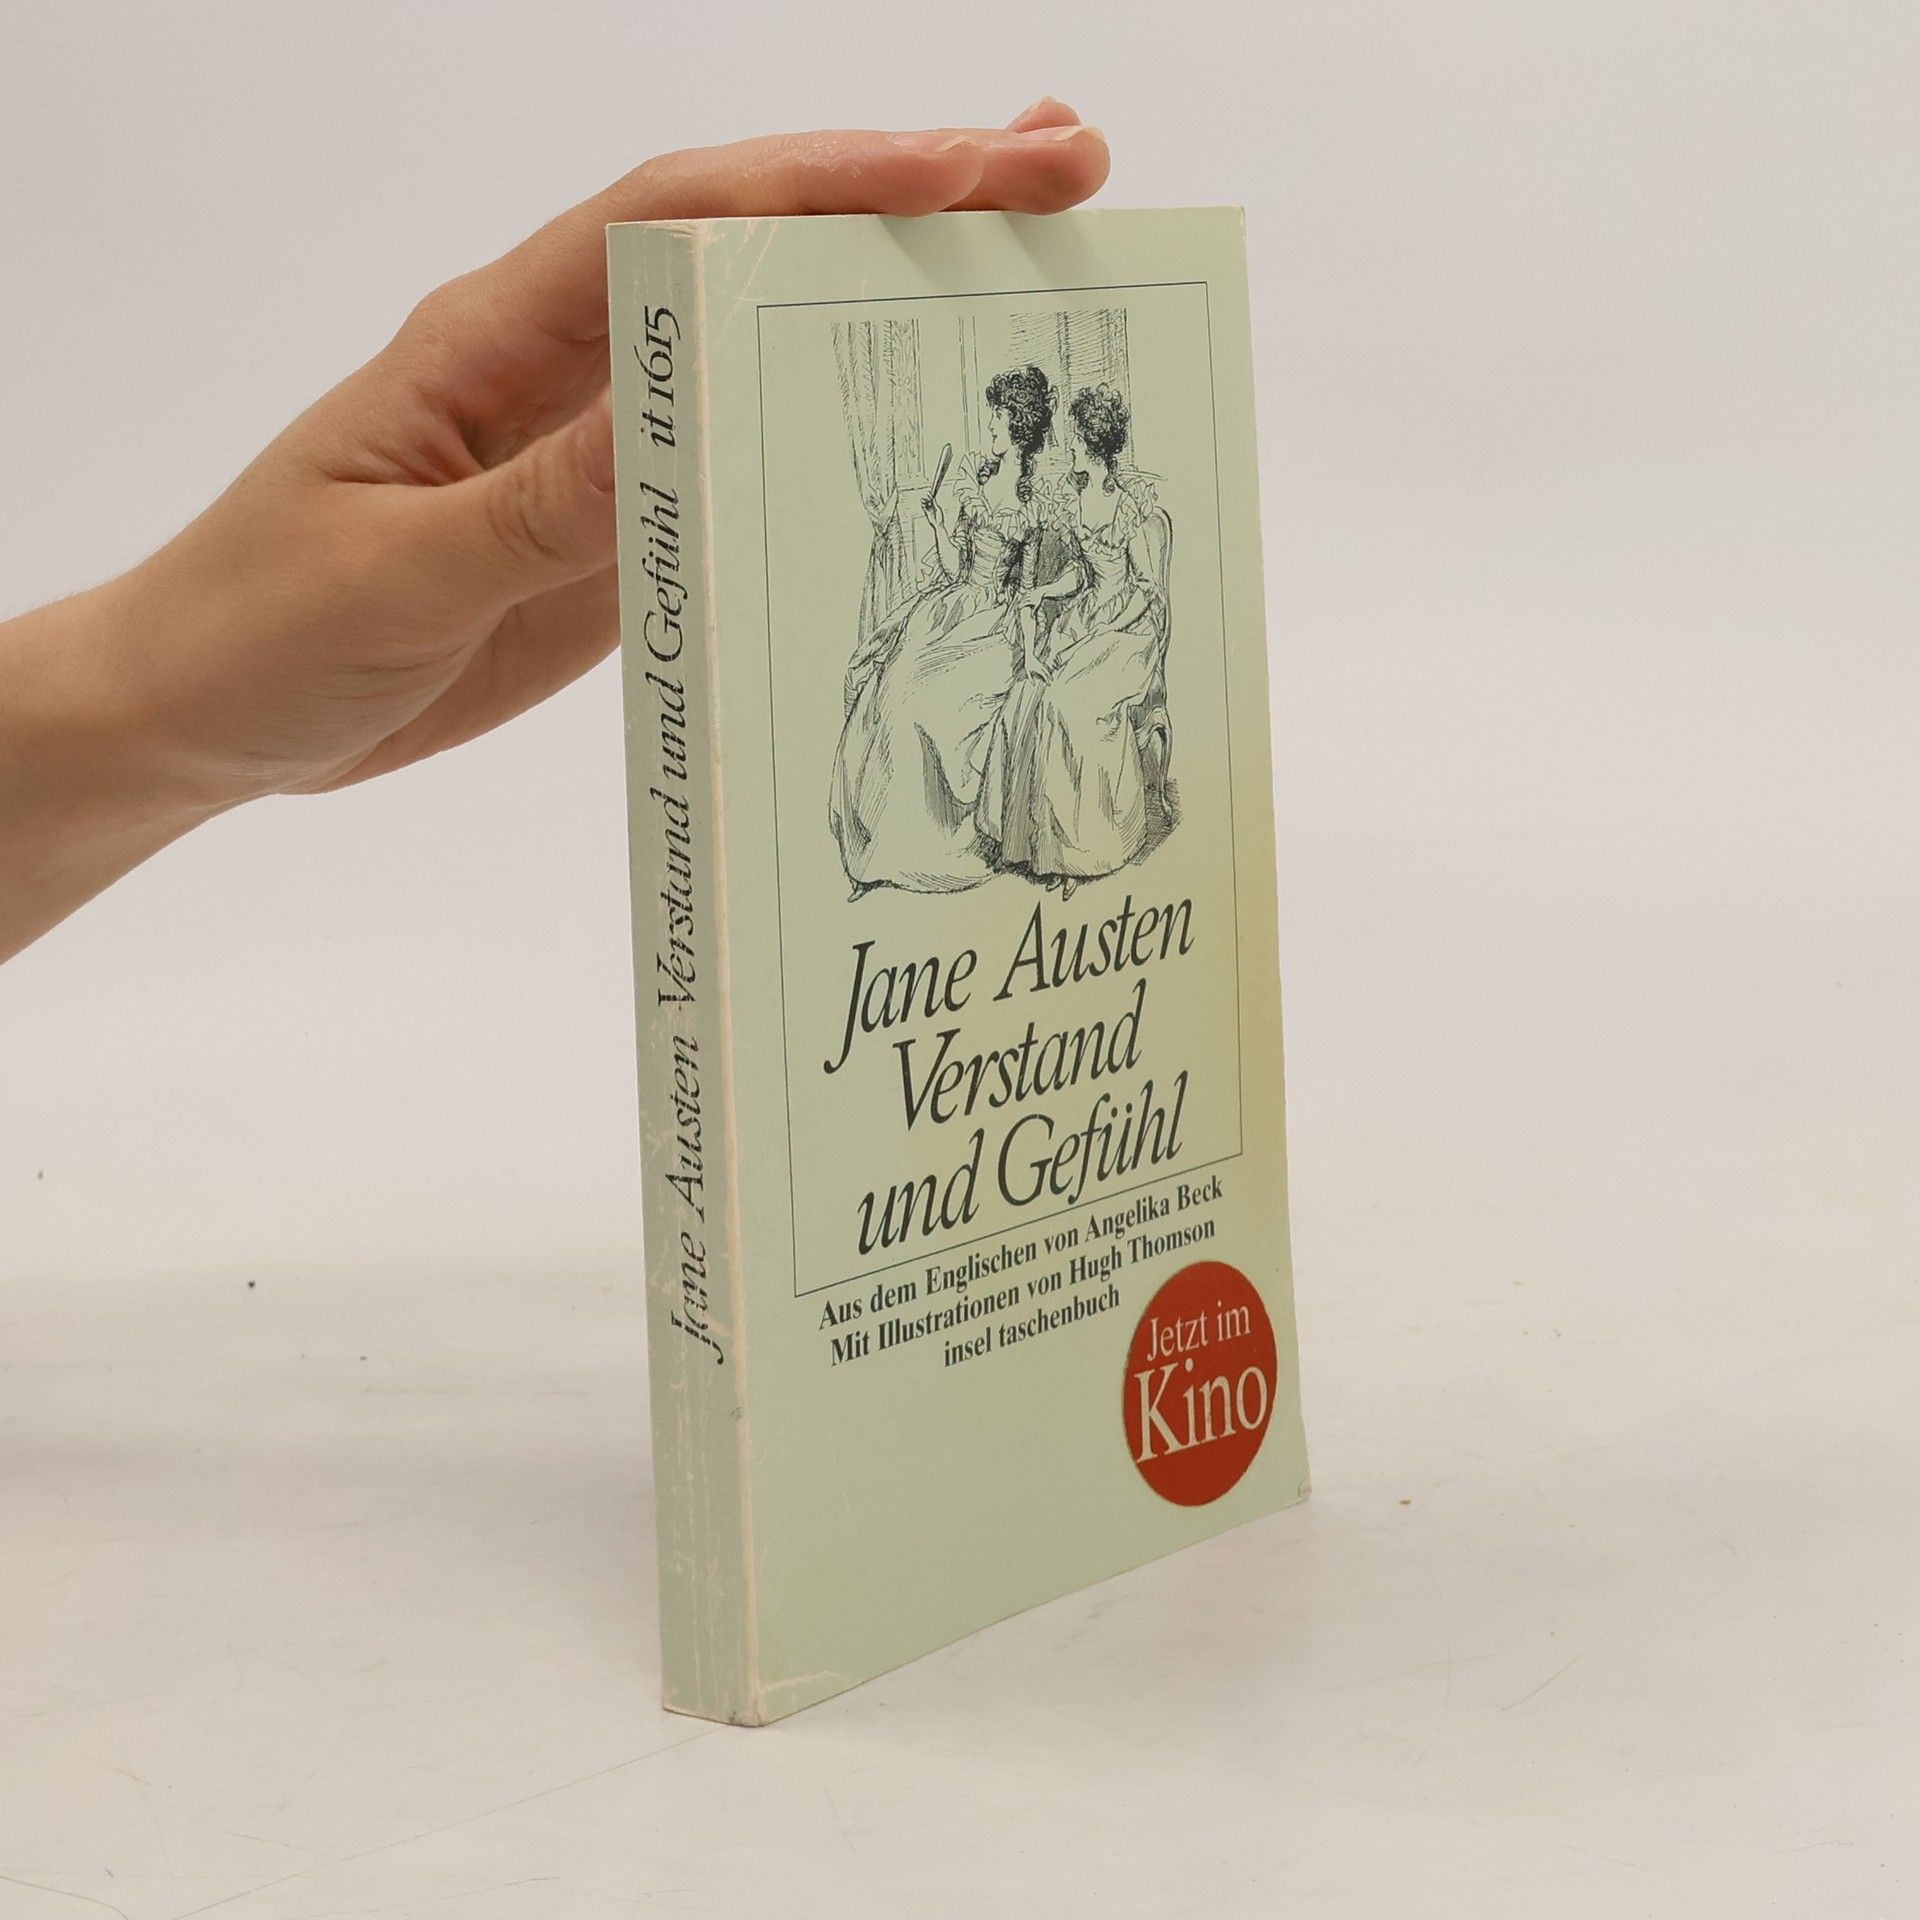 Jane Austen Verstand und Gefühl it 1615
Jane Austen
Verstand
und Gefühl
Aus dem Englischen von Angelika Beck
Mit Illustrationen von Hugh Thomson
insel taschenbuch
Jetzt im
Kino